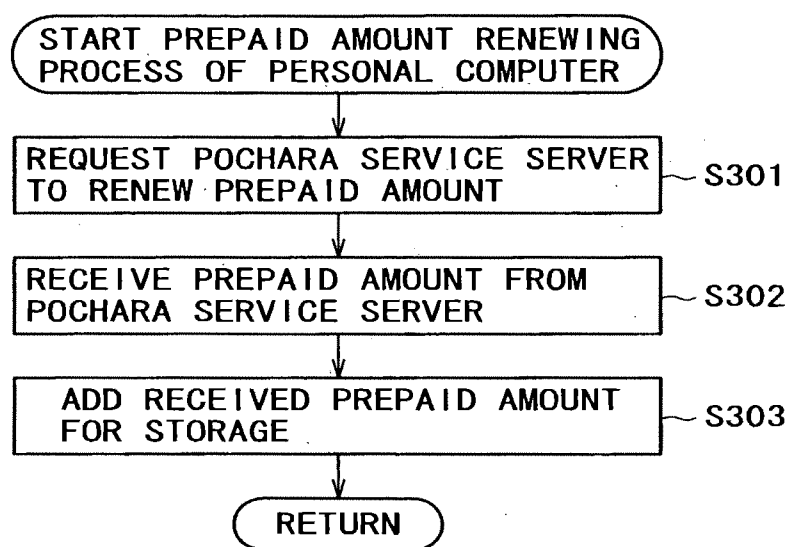 START PREPAID AMOUNT RENEWING
PROCESS OF PERSONAL COMPUTER
REQUEST POCHARA SERVICE SERVER
TO RENEW PREPAID AMOUNT
S301
RECEIVE PREPAID AMOUNT FROM
POCHARA SERVICE SERVER
S302
ADD RECEIVED PREPAID AMOUNT
FOR STORAGE
S303
RETURN